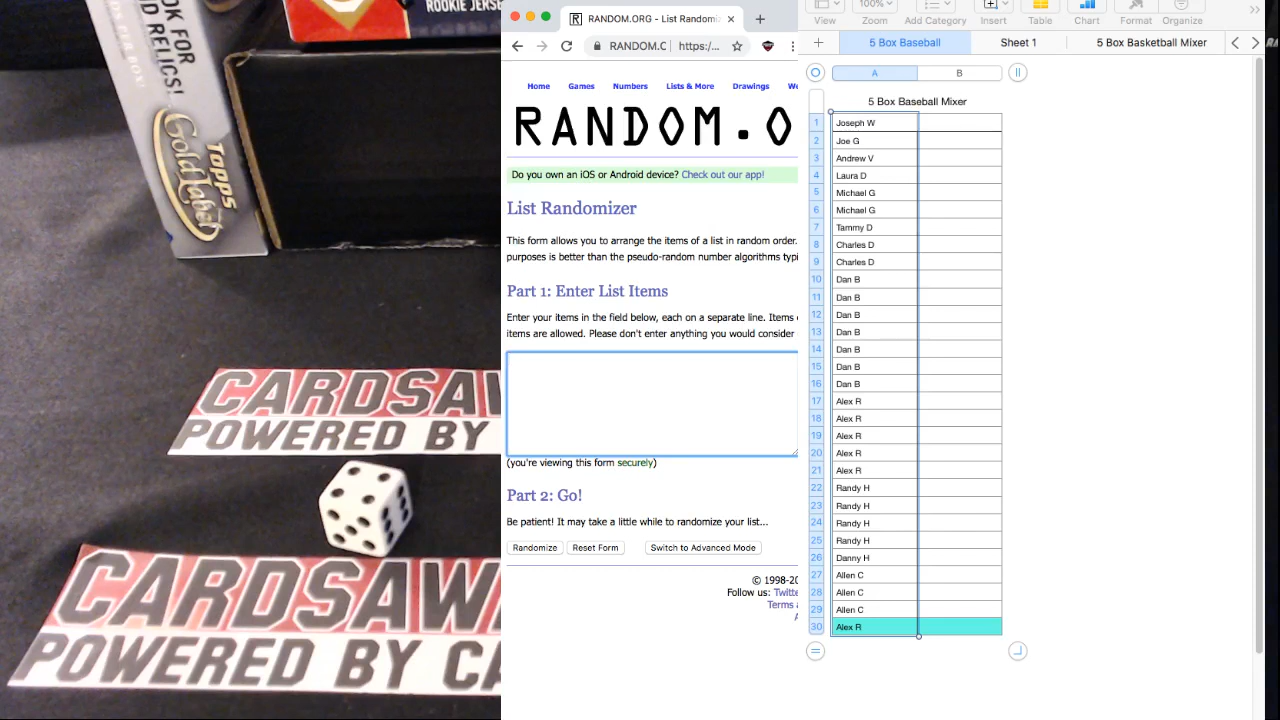 OOK FOR
ND RELICS!
DS PER BOX!
ROOKIE JERSE
Topps
Gold Label
CARDSAW
POWERED BY
CARDSAW
POWERED BY CA
RANDOM.ORG - List Randomiz
RANDOM.C
https:...
Home Games Numbers Lists & More Drawings We
RANDOM.O
Do you own an iOS or Android device? Check out our app!
List Randomizer
This form allows you to arrange the items of a list in random order.
purposes is better than the pseudo-random number algorithms typi
Part 1: Enter List Items
Enter your items in the field below, each on a separate line. Items
items are allowed. Please don't enter anything you would consider
(you're viewing this form securely)
Part 2: Go!
Be patient! It may take a little while to randomize your list...
Randomize Reset Form Switch to Advanced Mode
© 1998-20
Follow us: Twitte
Terms a
A
100%
View Zoom Add Category Insert Table Chart Format Organize
5 Box Baseball Sheet 1 5 Box Basketball Mixer
A B
5 Box Baseball Mixer
1 Joseph W
2 Joe G
3 Andrew V
4 Laura D
5 Michael G
6 Michael G
7 Tammy D
8 Charles D
9 Charles D
10 Dan B
11 Dan B
12 Dan B
13 Dan B
14 Dan B
15 Dan B
16 Dan B
17 Alex R
18 Alex R
19 Alex R
20 Alex R
21 Alex R
22 Randy H
23 Randy H
24 Randy H
25 Randy H
26 Danny H
27 Allen C
28 Allen C
29 Allen C
30 Alex R